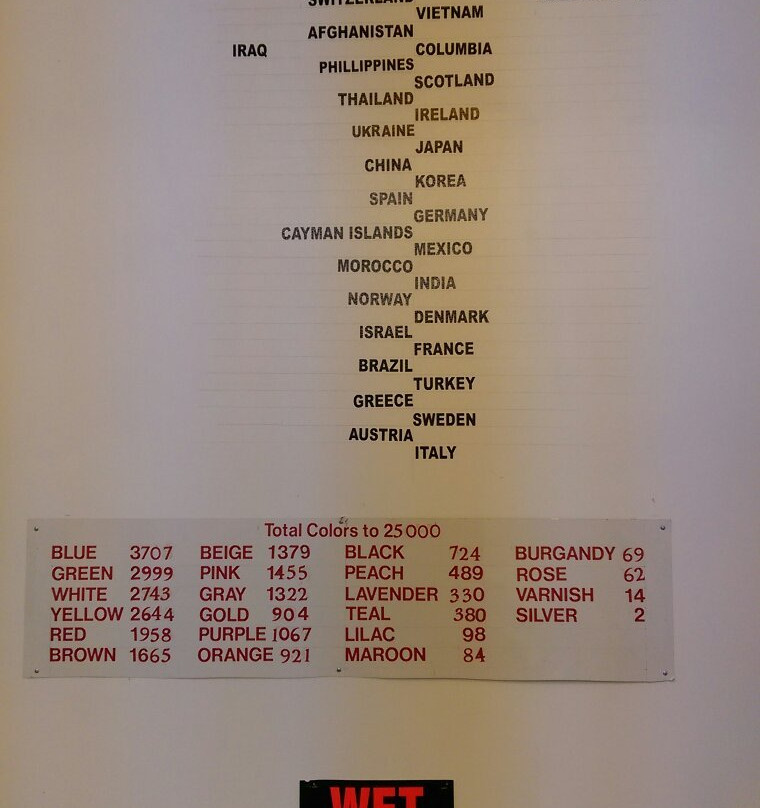 SWITZERLAND
VIETNAM
AFGHANISTAN
IRAQ COLUMBIA
PHILLIPPINES
SCOTLAND
THAILAND
IRELAND
UKRAINE
JAPAN
CHINA
KOREA
SPAIN
GERMANY
CAYMAN ISLANDS
MEXICO
MOROCCO
INDIA
NORWAY
DENMARK
ISRAEL
FRANCE
BRAZIL
TURKEY
GREECE
SWEDEN
AUSTRIA
ITALY
Total Colors to 25000
BLUE 3707 BEIGE 1379 BLACK 724 BURGANDY 69
GREEN 2999 PINK 1455 PEACH 489 ROSE 62
WHITE 2743 GRAY 1322 LAVENDER 330 VARNISH 14
YELLOW 2644 GOLD 904 TEAL 380 SILVER 2
RED 1958 PURPLE 1067 LILAC 98
BROWN 1665 ORANGE 921 MAROON 84
WET